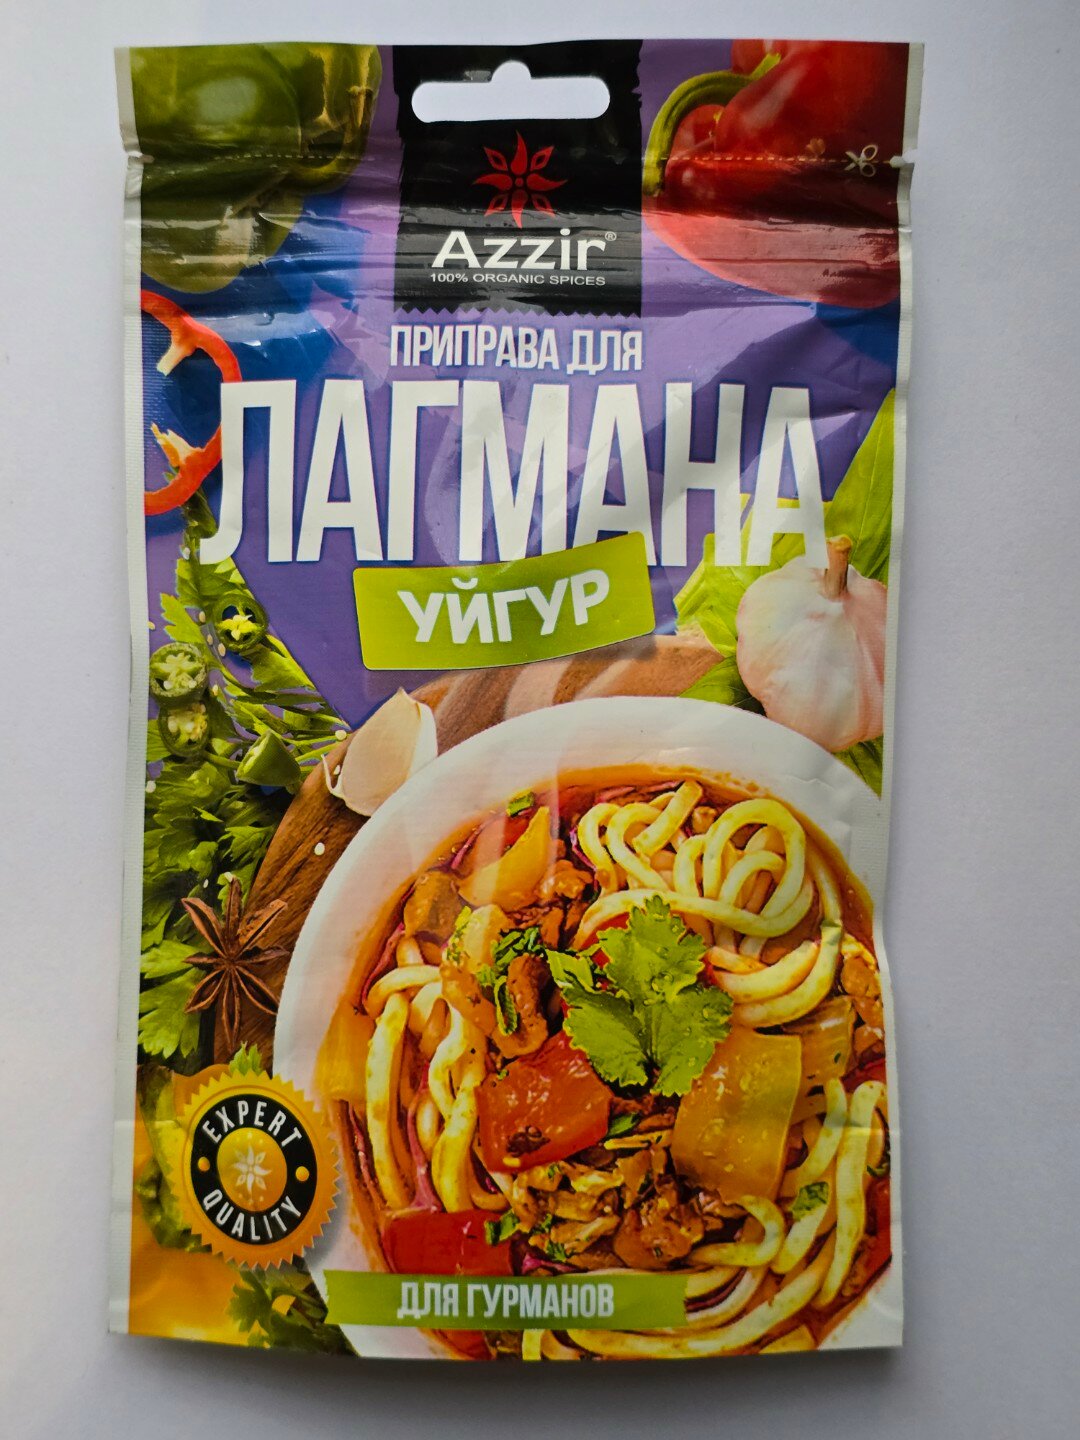 Azzir®
100% ORGANIC SPICES
ПРИПРАВА ДЛЯ
ЛАГМАНА
УЙГУР
EXPERT
QUALITY
ДЛЯ ГУРМАНОВ